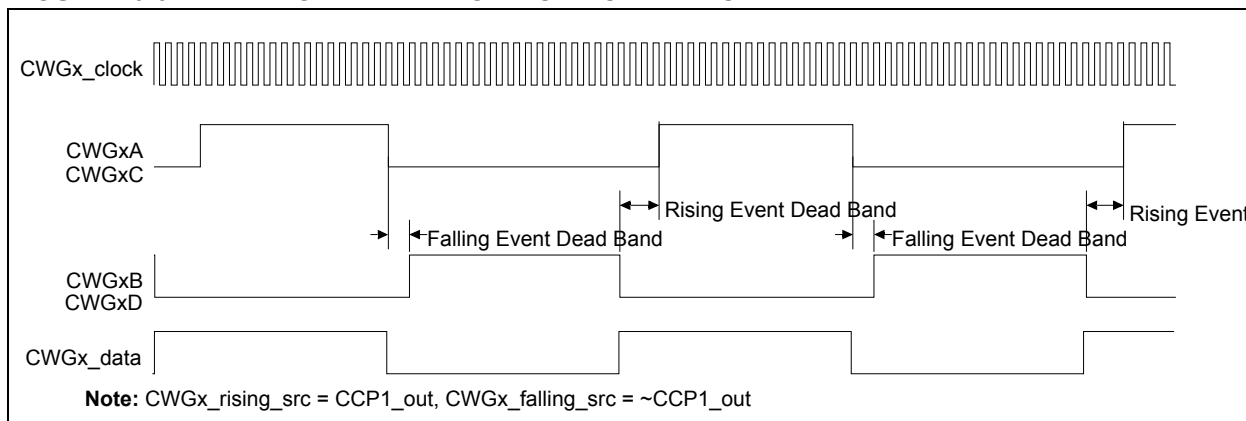 CWGx_clock
CWGxA
CWGxC
Rising Event Dead Band
Rising Event
Falling Event Dead Band
Falling Event Dead Band
CWGxB
CWGxD
CWGx_data
Note: CWGx_rising_src = CCP1_out, CWGx_falling_src = ~CCP1_out